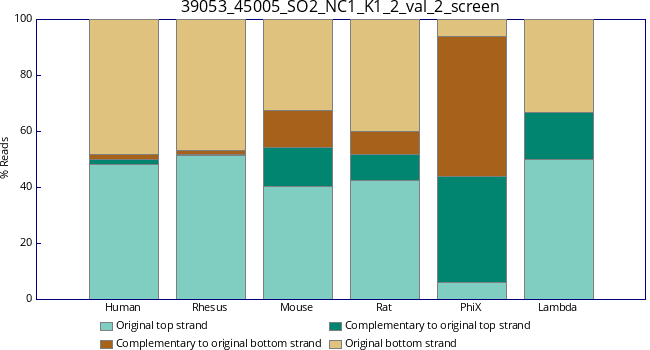 39053_45005_SO2_NC1_K1_2_val_2_screen
100
80
60
40
20
0
% Reads
Human Rhesus Mouse Rat PhiX Lambda
Original top strand Complementary to original top strand
Complementary to original bottom strand Original bottom strand